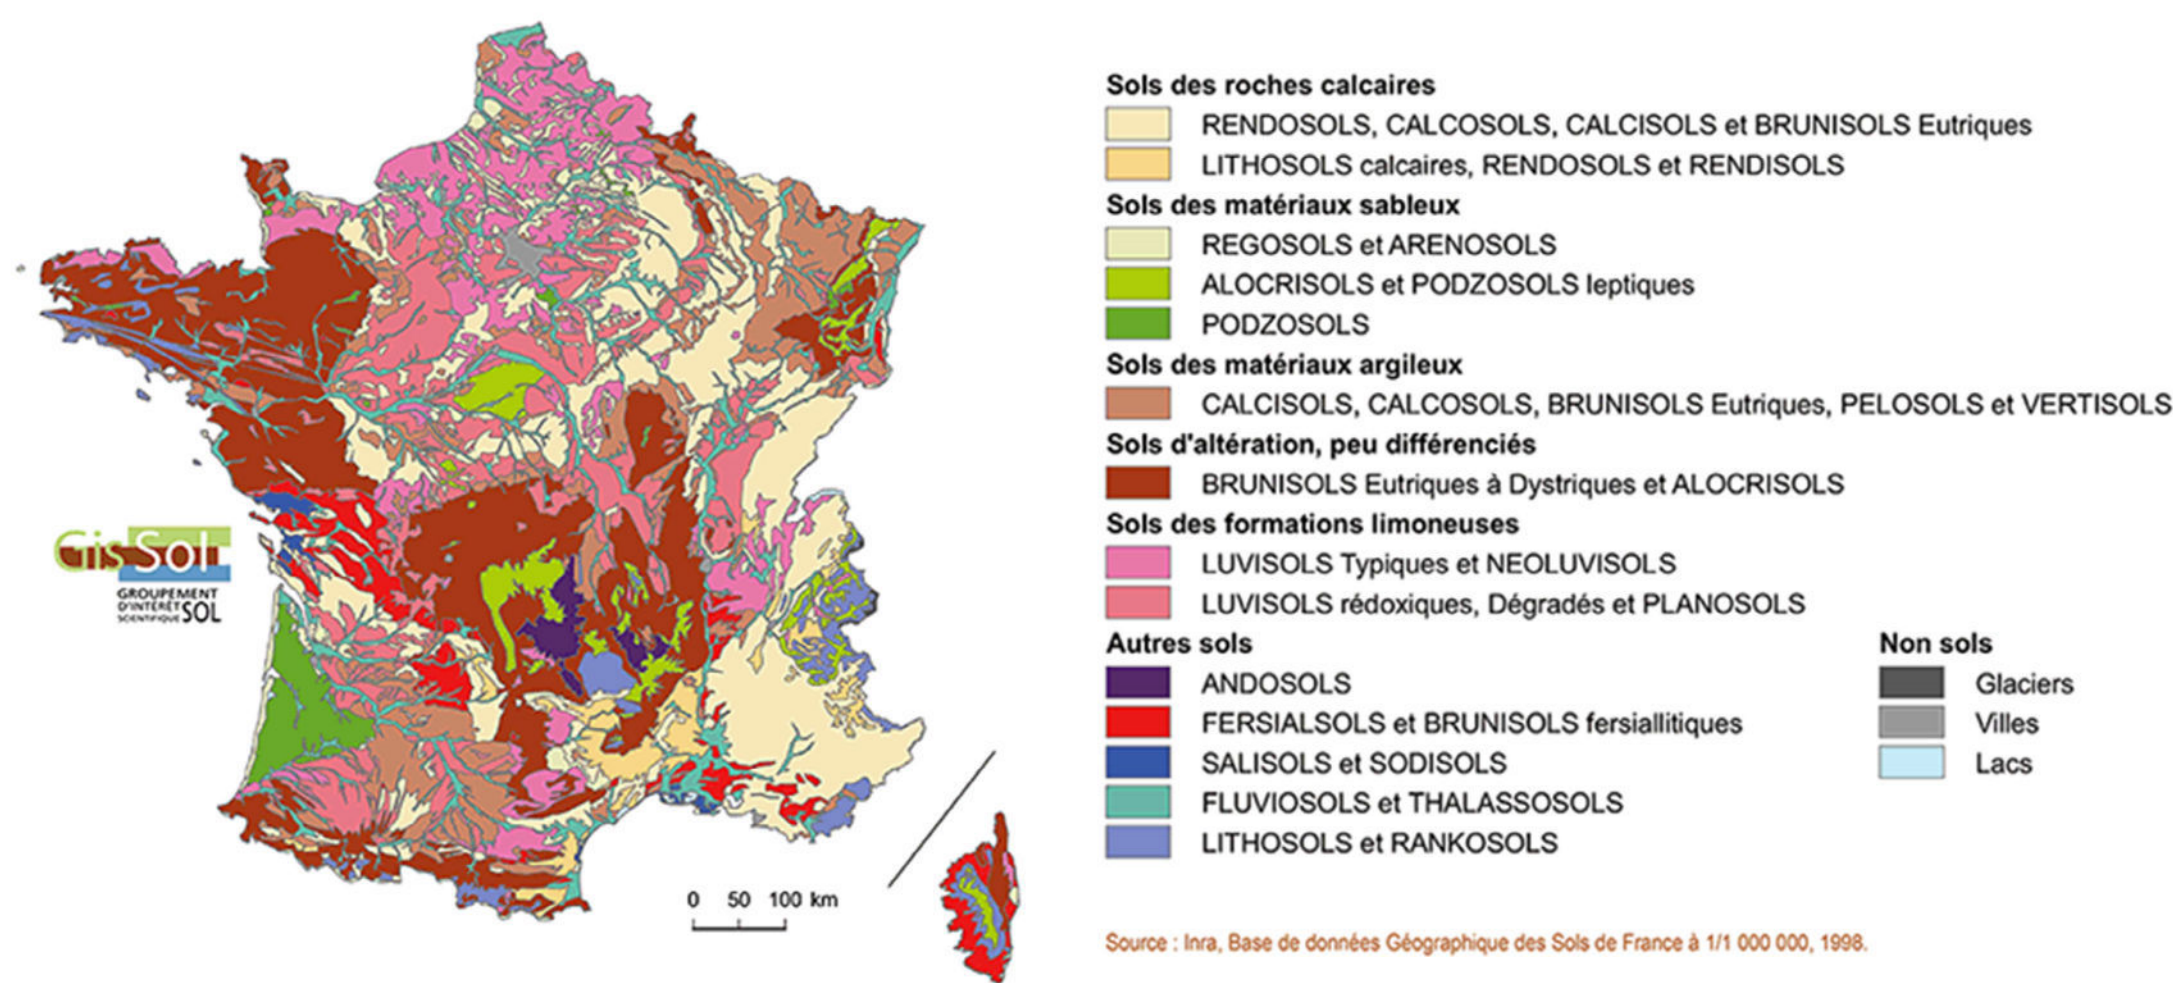 Sols des roches calcaires
RENDOSOLS, CALCOSOLS, CALCISOLS et BRUNISOLS Eutriques
LITHOSOLS calcaires, RENDOSOLS et RENDISOLS
Sols des matériaux sableux
REGOSOLS et ARENOSOLS
ALOCRISOLS et PODZOSOLS leptiques
PODZOSOLS
Sols des matériaux argileux
CALCISOLS, CALCOSOLS, BRUNISOLS Eutriques, PELOSOLS et VERTISOLS
Sols d'altération, peu différenciés
BRUNISOLS Eutriques à Dystriques et ALOCRISOLS
Sols des formations limoneuses
LUVISOLS Typiques et NEOLUVISOLS
LUVISOLS rédoxiques, Dégradés et PLANOSOLS
Autres sols
ANDOSOLS
FERSIALSOLS et BRUNISOLS fersiallitiques
SALISOLS et SODISOLS
FLUVIOSOLS et THALASSOSOLS
LITHOSOLS et RANKOSOLS
Non sols
Glaciers
Villes
Lacs
GisSol
GROUPEMENT
D'INTÉRÊT
SCIENTIFIQUE SOL
0 50 100 km
Source : Inra, Base de données Géographique des Sols de France à 1/1 000 000, 1998.